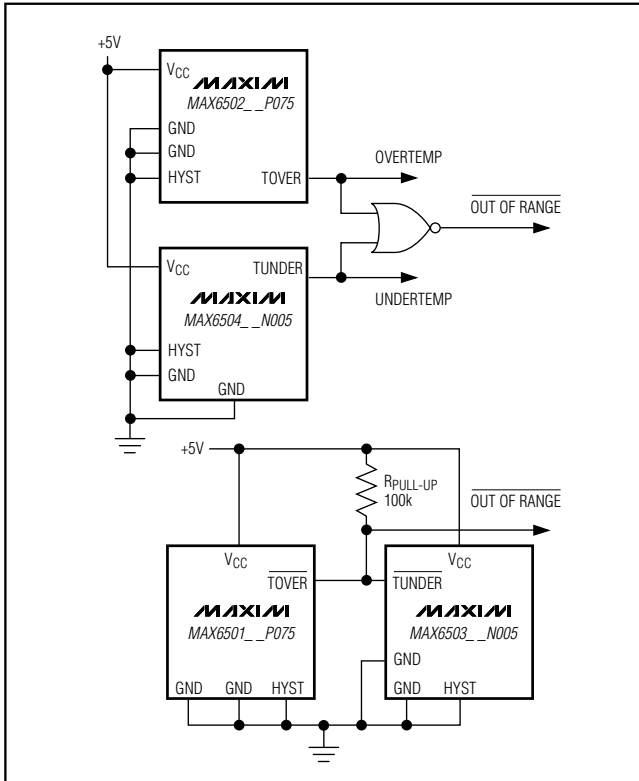 +5V
VCC
MAXIM
MAX6502_ _P075
GND
GND
HYST
TOVER
OVERTEMP
OUT OF RANGE
VCC
TUNDER
UNDERTEMP
MAXIM
MAX6504_ _N005
HYST
GND
GND
+5V
RPULL-UP
100k
OUT OF RANGE
VCC
TOVER
MAXIM
MAX6501_ _P075
GND
GND
HYST
VCC
TUNDER
MAXIM
MAX6503_ _N005
GND
GND
HYST